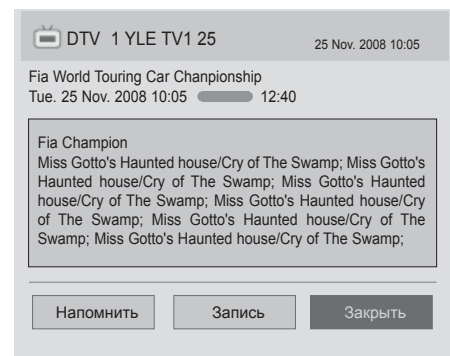 DTV 1 YLE TV1 25 25 Nov. 2008 10:05
Fia World Touring Car Chanpionship
Tue. 25 Nov. 2008 10:05 12:40
Fia Champion
Miss Gotto's Haunted house/Cry of The Swamp; Miss Gotto's
Haunted house/Cry of The Swamp; Miss Gotto's Haunted
house/Cry of The Swamp; Miss Gotto's Haunted house/Cry
of The Swamp; Miss Gotto's Haunted house/Cry of The
Swamp; Miss Gotto's Haunted house/Cry of The Swamp;
Напомнить Запись Закрыть